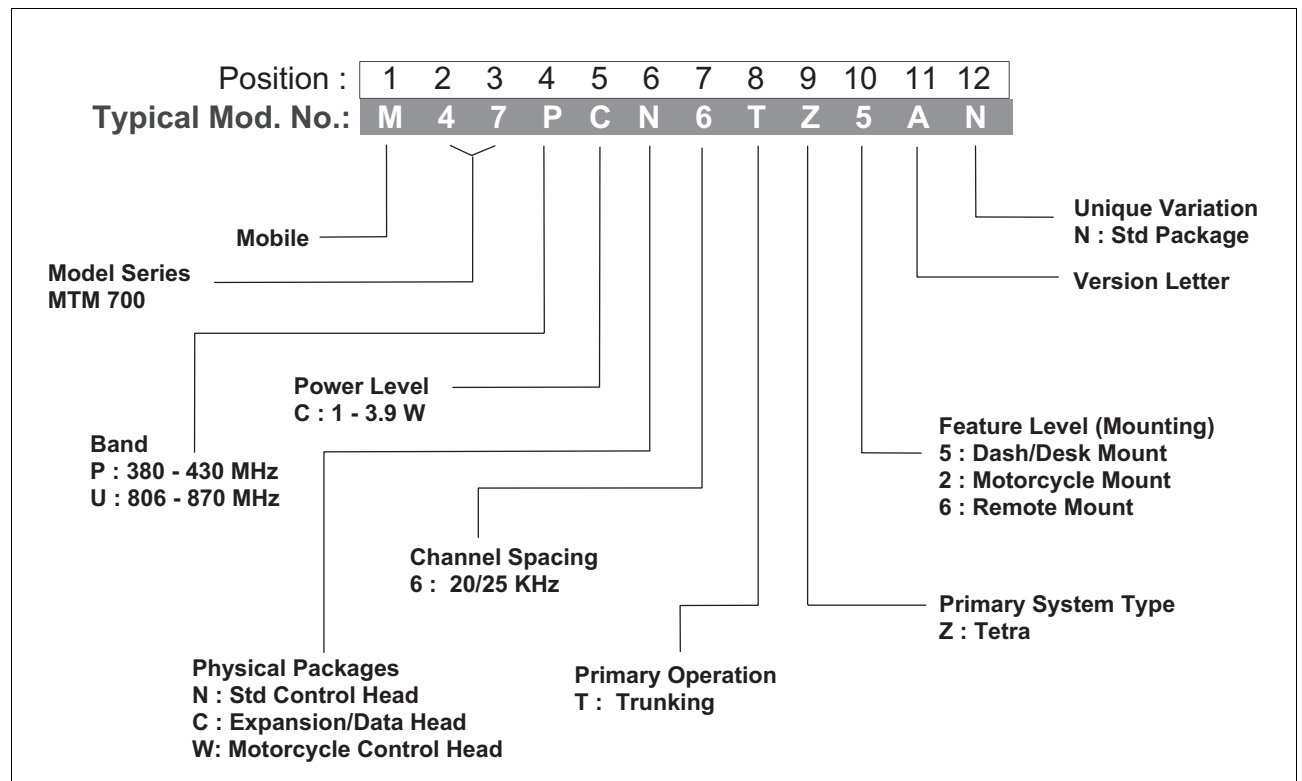 Position : 1 2 3 4 5 6 7 8 9 10 11 12
Typical Mod. No.: M 4 7 P C N 6 T Z 5 A N
Unique Variation
N : Std Package
Mobile
Model Series
MTM 700
Version Letter
Power Level
C : 1 - 3.9 W
Band
P : 380 - 430 MHz
U : 806 - 870 MHz
Feature Level (Mounting)
5 : Dash/Desk Mount
2 : Motorcycle Mount
6 : Remote Mount
Channel Spacing
6 : 20/25 KHz
Primary System Type
Z : Tetra
Physical Packages
N : Std Control Head
C : Expansion/Data Head
W: Motorcycle Control Head
Primary Operation
T : Trunking